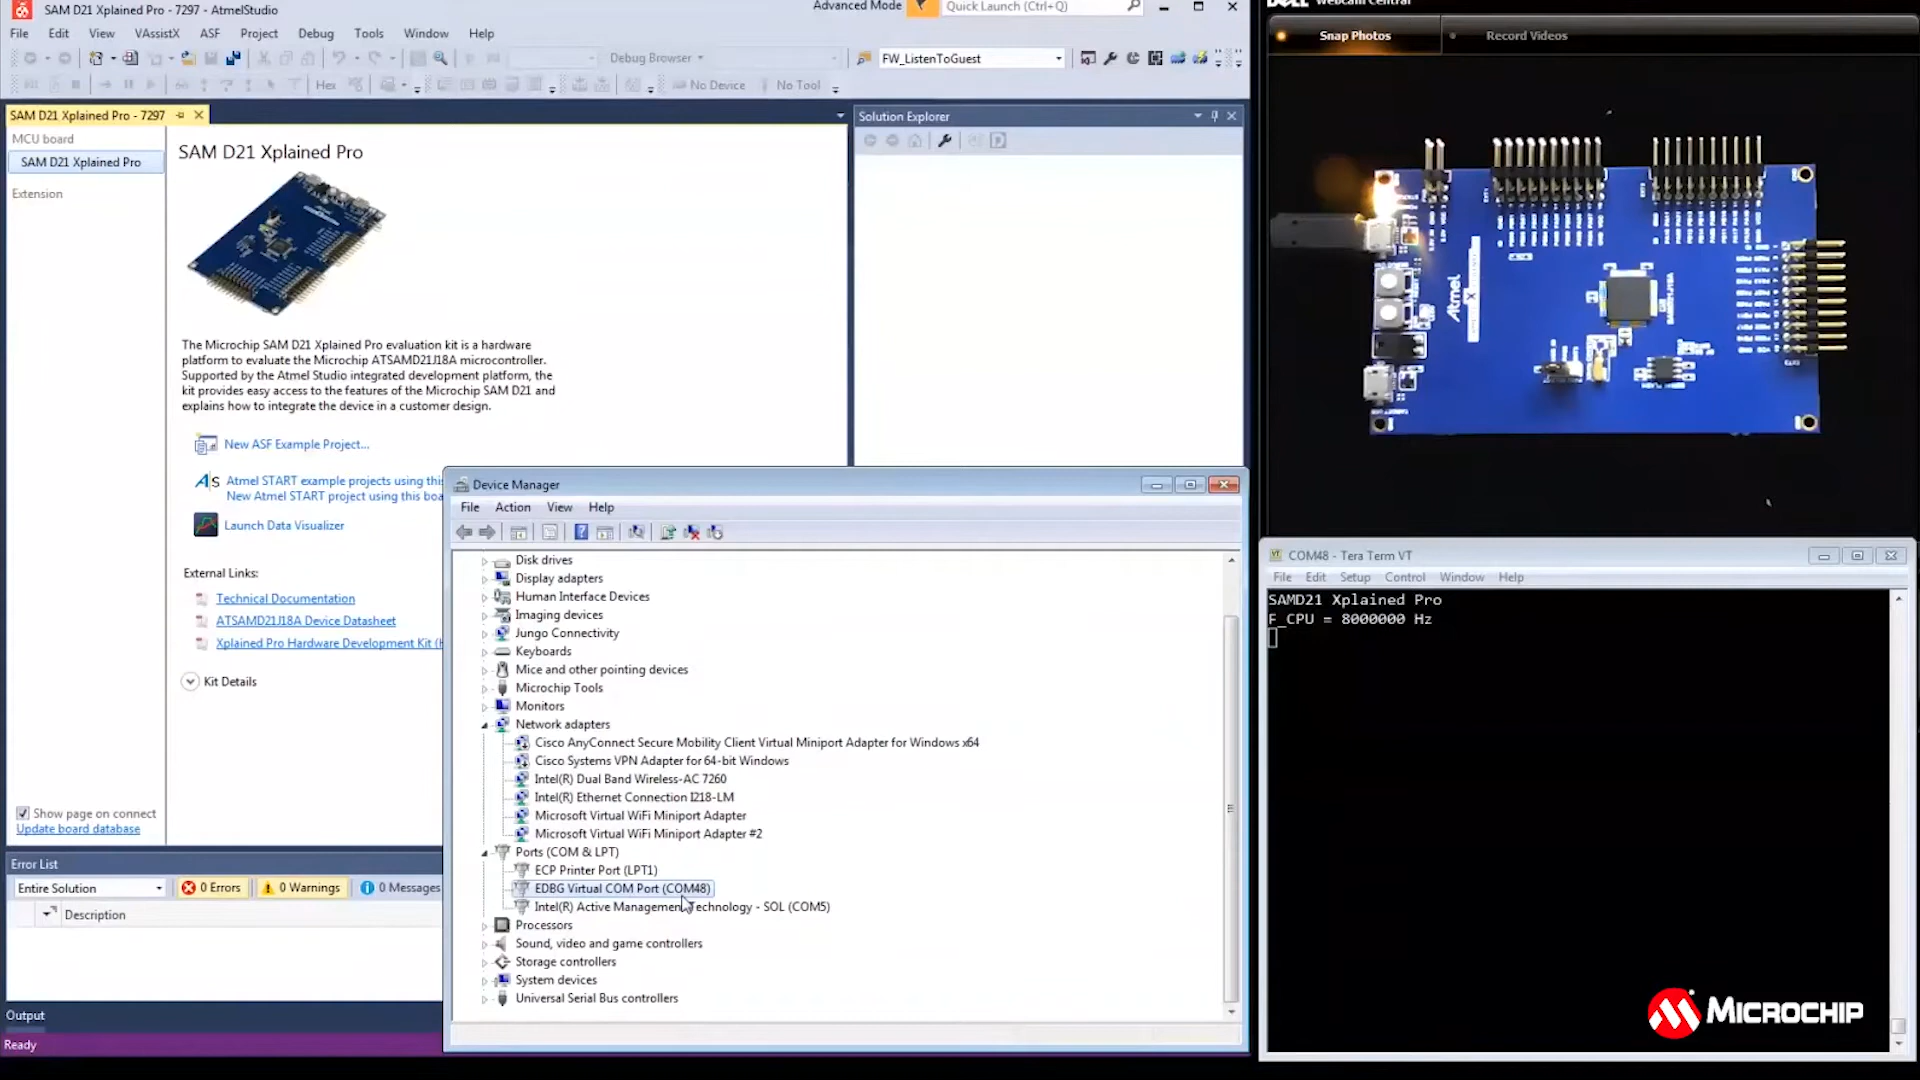 SAM D21 Xplained Pro - 7297 - AtmelStudio
Advanced Mode
Quick Launch (Ctrl+Q)
File Edit View VAssistX ASF Project Debug Tools Window Help
Debug Browser
FW_ListenToGuest
Hex
No Device
No Tool
SAM D21 Xplained Pro - 7297
MCU board
SAM D21 Xplained Pro
Extension
SAM D21 Xplained Pro
The Microchip SAM D21 Xplained Pro evaluation kit is a hardware
platform to evaluate the Microchip ATSAMD21J18A microcontroller.
Supported by the Atmel Studio integrated development platform, the
kit provides easy access to the features of the Microchip SAM D21 and
explains how to integrate the device in a customer design.
New ASF Example Project...
Atmel START example projects using
New Atmel START project using this
Launch Data Visualizer
External Links:
Technical Documentation
ATSAMD21J18A Device Datasheet
Xplained Pro Hardware Development Kit
Kit Details
Show page on connect
Update board database
Solution Explorer
Error List
Entire Solution
0 Errors
0 Warnings
0 Messages
Description
Output
Ready
Device Manager
File Action View Help
Disk drives
Display adapters
Human Interface Devices
Imaging devices
Jungo Connectivity
Keyboards
Mice and other pointing devices
Microchip Tools
Monitors
Network adapters
Cisco AnyConnect Secure Mobility Client Virtual Miniport Adapter for Windows x64
Cisco Systems VPN Adapter for 64-bit Windows
Intel(R) Dual Band Wireless-AC 7260
Intel(R) Ethernet Connection I218-LM
Microsoft Virtual WiFi Miniport Adapter
Microsoft Virtual WiFi Miniport Adapter #2
Ports (COM & LPT)
ECP Printer Port (LPT1)
EDBG Virtual COM Port (COM48)
Intel(R) Active Management Technology - SOL (COM5)
Processors
Sound, video and game controllers
Storage controllers
System devices
Universal Serial Bus controllers
DELL Webcam Central
Snap Photos
Record Videos
Atmel
COM48 - Tera Term VT
File Edit Setup Control Window Help
SAMD21 Xplained Pro
F_CPU = 8000000 Hz
MICROCHIP